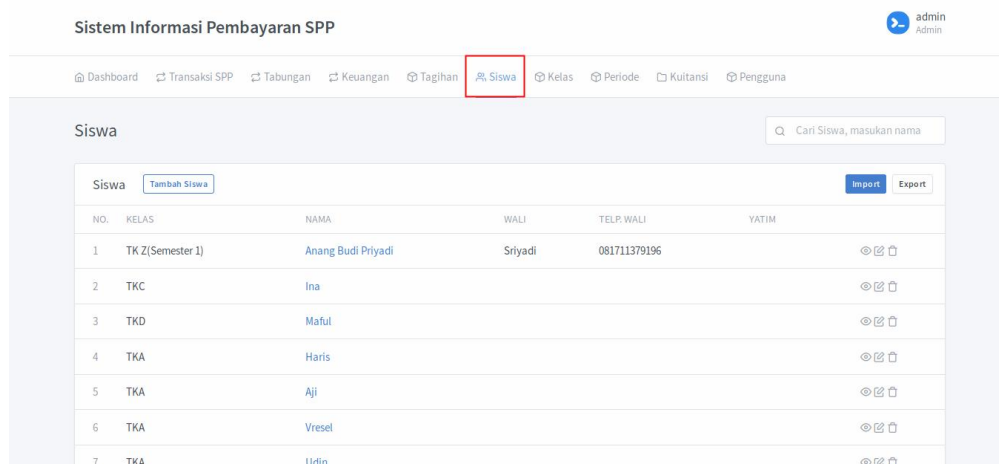 Sistem Informasi Pembayaran SPP
admin
Admin
Dashboard Transaksi SPP Tabungan Keuangan Tagihan Siswa Kelas Periode Kuitansi Pengguna
Siswa
Cari Siswa, masukan nama
Siswa Tambah Siswa Import Export
NO. KELAS NAMA WALI TELP. WALI YATIM
1 TK Z(Semester 1) Anang Budi Priyadi Sriyadi 081711379196
2 TKC Ina
3 TKD Maful
4 TKA Haris
5 TKA Aji
6 TKA Vresel
7 TKA Udin